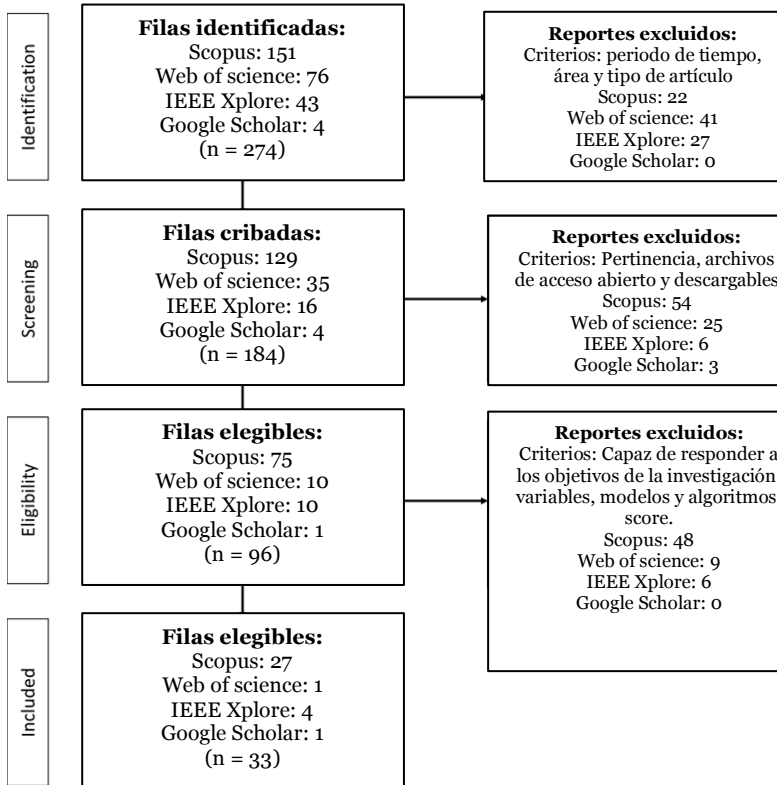 Identification
Filas identificadas:
Scopus: 151
Web of science: 76
IEEE Xplore: 43
Google Scholar: 4
(n = 274)
Reportes excluidos:
Criterios: periodo de tiempo,
área y tipo de artículo
Scopus: 22
Web of science: 41
IEEE Xplore: 27
Google Scholar: 0
Screening
Filas cribadas:
Scopus: 129
Web of science: 35
IEEE Xplore: 16
Google Scholar: 4
(n = 184)
Reportes excluidos:
Criterios: Pertinencia, archivos
de acceso abierto y descargables
Scopus: 54
Web of science: 25
IEEE Xplore: 6
Google Scholar: 3
Eligibility
Filas elegibles:
Scopus: 75
Web of science: 10
IEEE Xplore: 10
Google Scholar: 1
(n = 96)
Reportes excluidos:
Criterios: Capaz de responder a
los objetivos de la investigación
variables, modelos y algoritmos
score.
Scopus: 48
Web of science: 9
IEEE Xplore: 6
Google Scholar: 0
Included
Filas elegibles:
Scopus: 27
Web of science: 1
IEEE Xplore: 4
Google Scholar: 1
(n = 33)